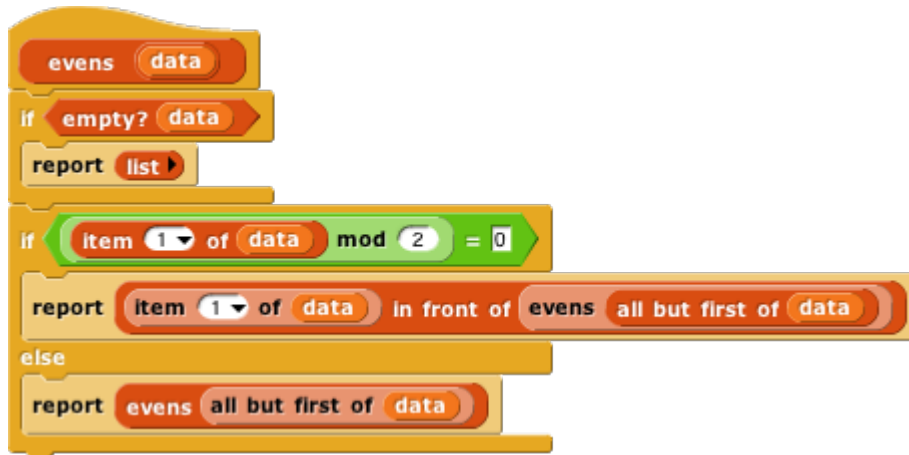 evens data
if empty? data
report list
if item 1 of data mod 2 = 0
report item 1 of data in front of evens all but first of data
else
report evens all but first of data